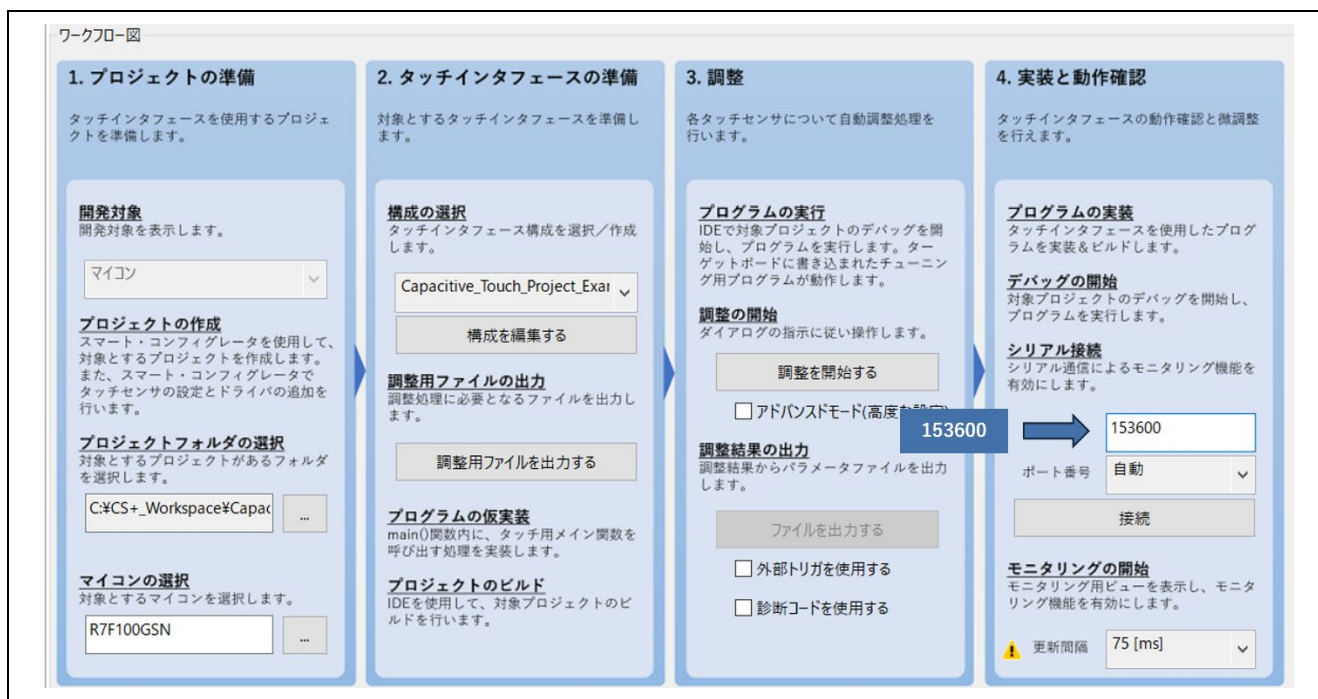 ワークフロー図
1. プロジェクトの準備
タッチインタフェースを使用するプロジェ
クトを準備します。
開発対象
開発対象を表示します。
マイコン
プロジェクトの作成
スマート・コンフィグレータを使用して、
対象とするプロジェクトを作成します。
また、スマート・コンフィグレータで
タッチセンサの設定とドライバの追加を
行います。
プロジェクトフォルダの選択
対象とするプロジェクトがあるフォルダ
を選択します。
C:¥CS+_Workspace¥Capac
...
マイコンの選択
対象とするマイコンを選択します。
R7F100GSN
...
2. タッチインタフェースの準備
対象とするタッチインタフェースを準備し
ます。
構成の選択
タッチインタフェース構成を選択／作成
します。
Capacitive_Touch_Project_Exar
構成を編集する
調整用ファイルの出力
調整処理に必要となるファイルを出力し
ます。
調整用ファイルを出力する
プログラムの仮実装
main()関数内に、タッチ用メイン関数を
呼び出す処理を実装します。
プロジェクトのビルド
IDEを使用して、対象プロジェクトのビ
ルドを行います。
3. 調整
各タッチセンサについて自動調整処理を
行います。
プログラムの実行
IDEで対象プロジェクトのデバッグを開
始し、プログラムを実行します。ター
ゲットボードに書き込まれたチューニン
グ用プログラムが動作します。
調整の開始
ダイアログの指示に従い操作します。
調整を開始する
アドバンスドモード(高度な設定)
153600
調整結果の出力
調整結果からパラメータファイルを出力
します。
ファイルを出力する
外部トリガを使用する
診断コードを使用する
4. 実装と動作確認
タッチインタフェースの動作確認と微調整
を行えます。
プログラムの実装
タッチインタフェースを使用したプログ
ラムを実装＆ビルドします。
デバッグの開始
対象プロジェクトのデバッグを開始し、
プログラムを実行します。
シリアル接続
シリアル通信によるモニタリング機能を
有効にします。
153600
ポート番号 自動
接続
モニタリングの開始
モニタリング用ビューを表示し、モニタ
リング機能を有効にします。
更新間隔 75 [ms]